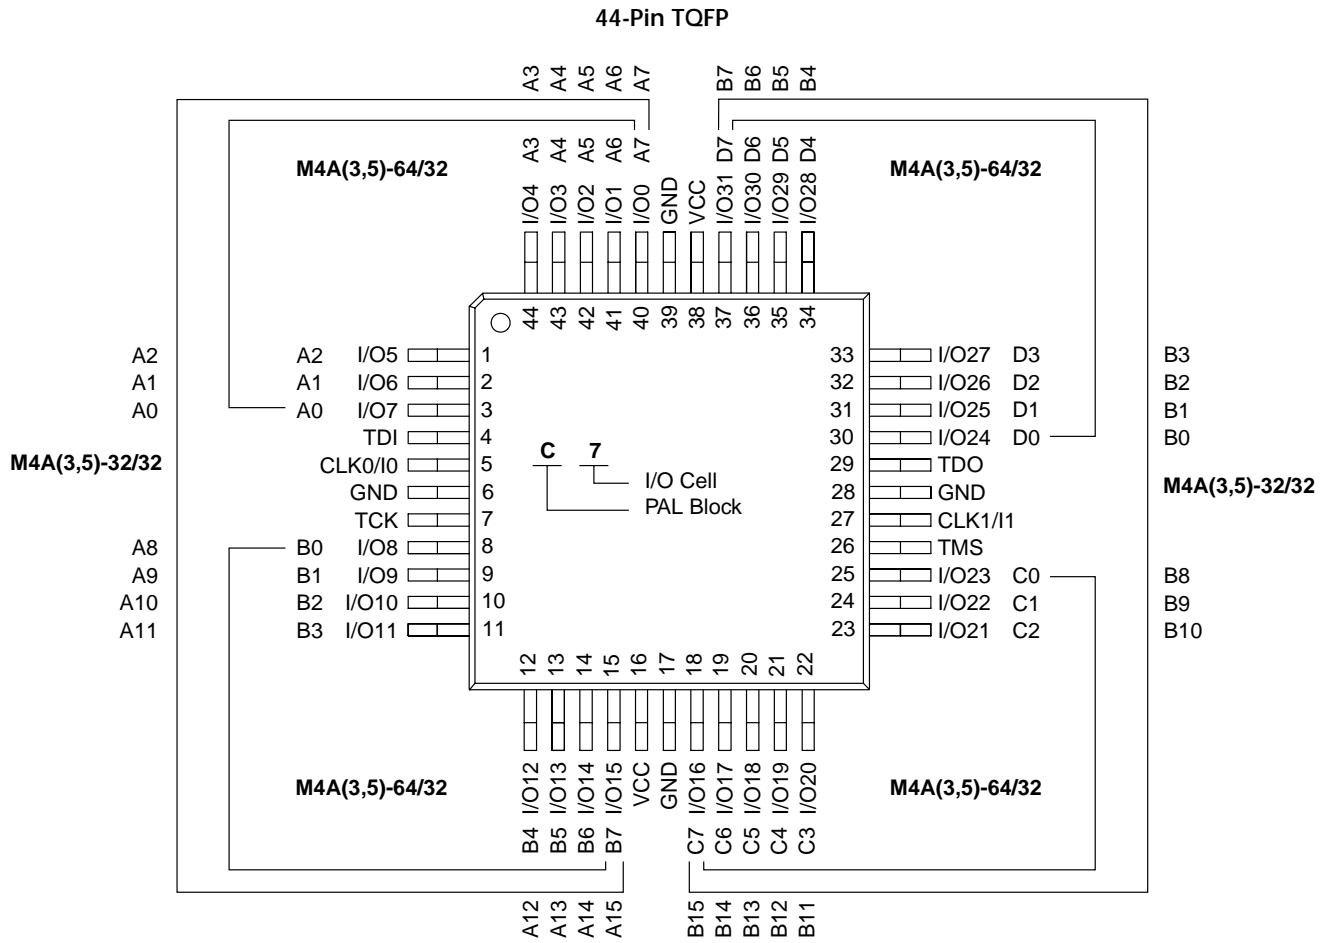 44-Pin TQFP
A3 A4 A5 A6 A7 B7 B6 B5 B4
A3 A4 A5 A6 A7 D7 D6 D5 D4
M4A(3,5)-64/32 M4A(3,5)-64/32
I/O4 I/O3 I/O2 I/O1 I/O0 GND VCC I/O31 I/O30 I/O29 I/O28
44 43 42 41 40 39 38 37 36 35 34
A2 A2 I/O5 1 33 I/O27 D3 B3
A1 A1 I/O6 2 32 I/O26 D2 B2
A0 A0 I/O7 3 31 I/O25 D1 B1
TDI 4 30 I/O24 D0 B0
M4A(3,5)-32/32 CLK0/I0 5 C 7 29 TDO
GND 6 I/O Cell 28 GND M4A(3,5)-32/32
TCK 7 PAL Block 27 CLK1/I1
A8 B0 I/O8 8 26 TMS
A9 B1 I/O9 9 25 I/O23 C0 B8
A10 B2 I/O10 10 24 I/O22 C1 B9
A11 B3 I/O11 11 23 I/O21 C2 B10
12 13 14 15 16 17 18 19 20 21 22
I/O12 I/O13 I/O14 I/O15 VCC GND I/O16 I/O17 I/O18 I/O19 I/O20
M4A(3,5)-64/32 M4A(3,5)-64/32
B4 B5 B6 B7 C7 C6 C5 C4 C3
A12 A13 A14 A15 B15 B14 B13 B12 B11